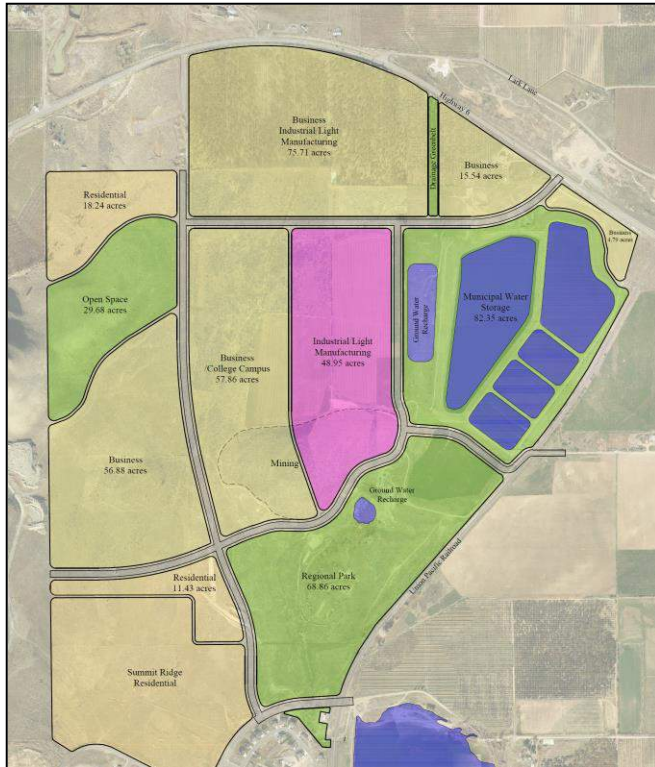 Lark Lane
Highway 6
Business
Industrial Light
Manufacturing
75.71 acres
Drainage Greenbelt
Business
15.54 acres
Residential
18.24 acres
Business
4.79 acres
Open Space
29.68 acres
Ground Water
Recharge
Municipal Water
Storage
82.35 acres
Industrial Light
Manufacturing
48.95 acres
Business
College Campus
57.86 acres
Business
56.88 acres
Mining
Ground Water
Recharge
Residential
11.43 acres
Regional Park
68.86 acres
Union Pacific Railroad
Summit Ridge
Residential